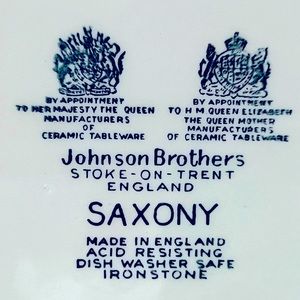 BY APPOINTMENT
TO HER MAJESTY THE QUEEN
MANUFACTURERS
OF
CERAMIC TABLEWARE
BY APPOINTMENT
TO H M QUEEN ELIZABETH
THE QUEEN MOTHER
MANUFACTURERS
OF CERAMIC TABLEWARE
Johnson Brothers
STOKE-ON-TRENT
ENGLAND
SAXONY
MADE IN ENGLAND
ACID RESISTING
DISH WASHER SAFE
IRONSTONE